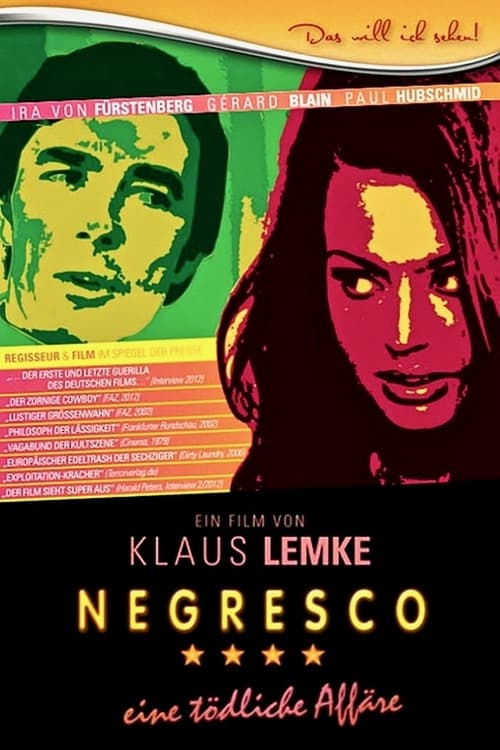 Das will ich sehen!
IRA VON FÜRSTENBERG GÉRARD BLAIN PAUL HUBSCHMID
REGISSEUR & FILM IM SPIEGEL DER PRESSE
„... DER ERSTE UND LETZTE GUERILLA
DES DEUTSCHEN FILMS...“ (Interview 2012)
„DER ZORNIGE COWBOY“ (FAZ, 2012)
„LUSTIGER GRÖSSENWAHN“ (FAZ, 2002)
„PHILOSOPH DER LÄSSIGKEIT“ (Frankfurter Rundschau, 2002)
„VAGABUND DER KULTSZENE“ (Cinema, 1979)
„EUROPÄISCHER EDELTRASH DER SECHZIGER“ (Dirty Laundry, 2006)
„EXPLOITATION-KRACHER“ (Terrorverlag.de)
„DER FILM SIEHT SUPER AUS“ (Harald Peters, Interview 2/2012)
EIN FILM VON
KLAUS LEMKE
NEGRESCO
★ ★ ★ ★
eine tödliche Affäre